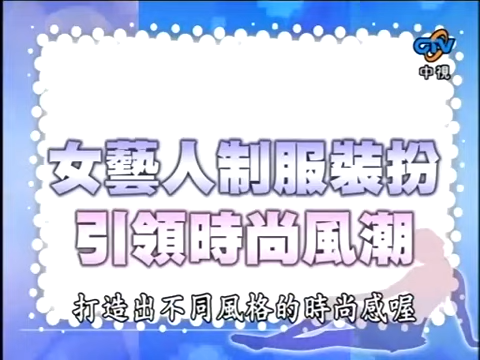 CTV
中視
女藝人制服裝扮
引領時尚風潮
打造出不同風格的時尚感喔